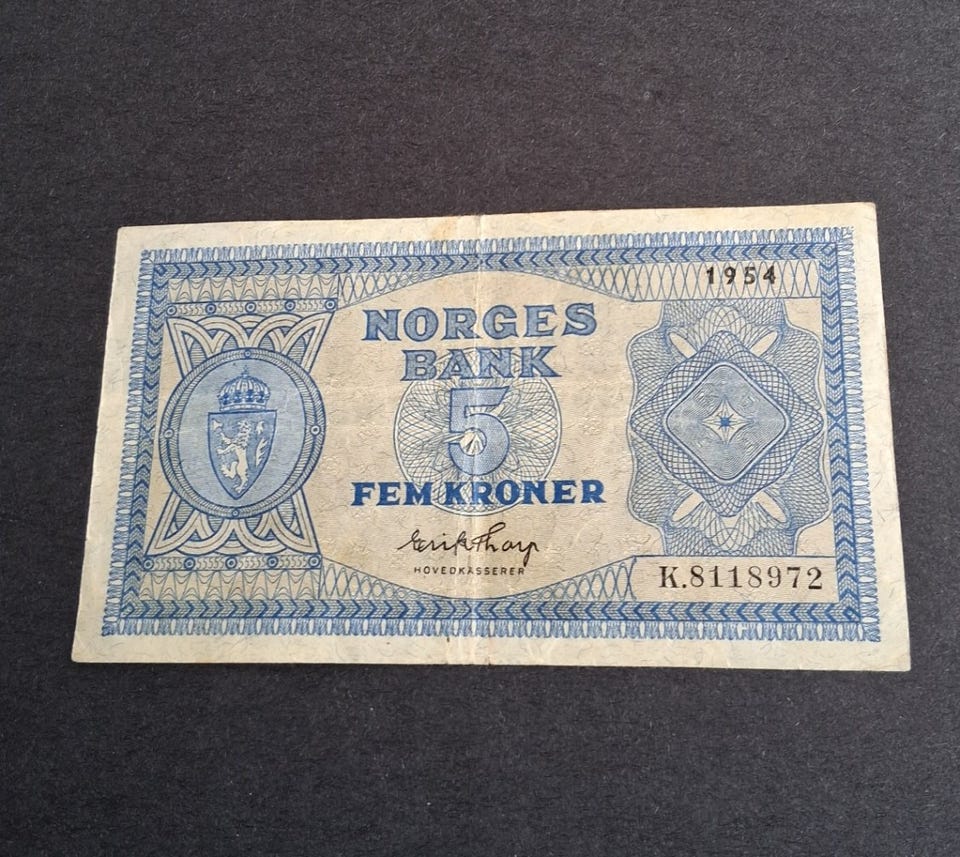 1954
NORGES
BANK
5
FEM KRONER
Erik Thorp
HOVEDKASSERER
K.8118972